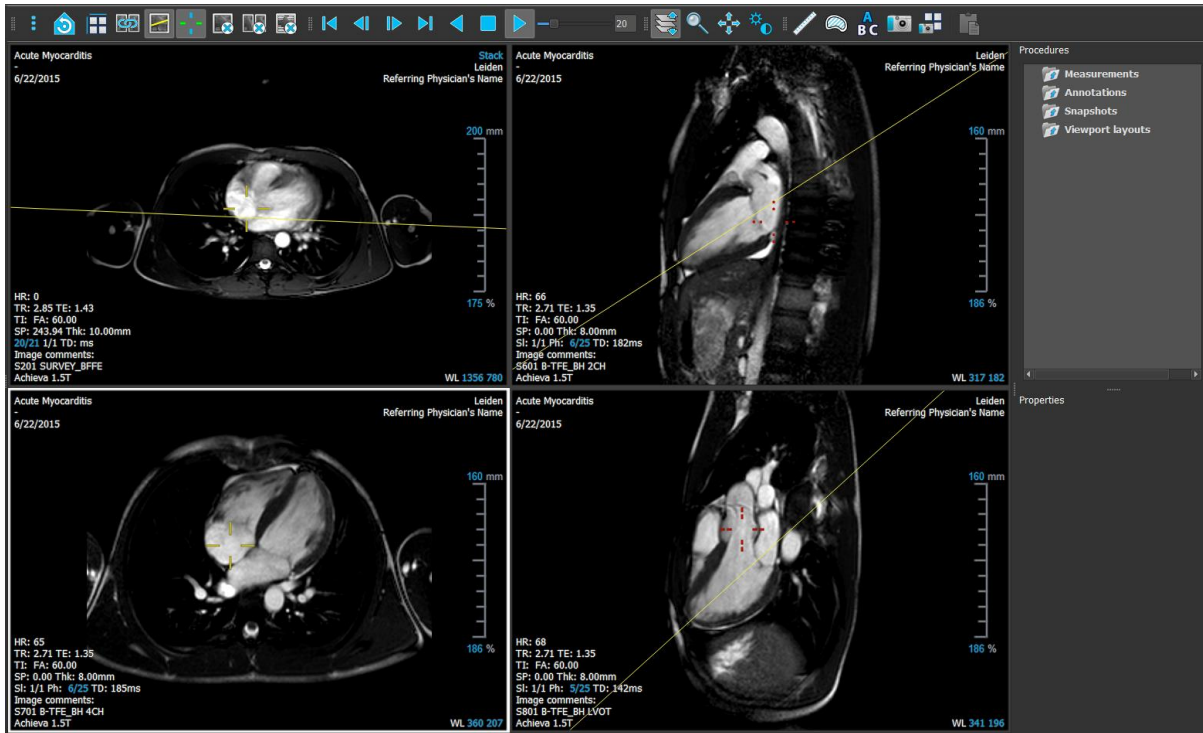 20
A
B C
Acute Myocarditis
-
6/22/2015
Stack
Leiden
Referring Physician's Name
200 mm
175 %
HR: 0
TR: 2.85 TE: 1.43
TI: FA: 60.00
SP: 243.94 Thk: 10.00mm
20/21 1/1 TD: ms
Image comments:
S201 SURVEY_BFFE
Achieva 1.5T
WL 1356 780
Acute Myocarditis
-
6/22/2015
Leiden
Referring Physician's Name
160 mm
186 %
HR: 66
TR: 2.71 TE: 1.35
TI: FA: 60.00
SP: 0.00 Thk: 8.00mm
Sl: 1/1 Ph: 6/25 TD: 182ms
Image comments:
S601 B-TFE_BH 2CH
Achieva 1.5T
WL 317 182
Acute Myocarditis
-
6/22/2015
Leiden
Referring Physician's Name
160 mm
186 %
HR: 65
TR: 2.71 TE: 1.35
TI: FA: 60.00
SP: 0.00 Thk: 8.00mm
Sl: 1/1 Ph: 6/25 TD: 185ms
Image comments:
S701 B-TFE_BH 4CH
Achieva 1.5T
WL 360 207
Acute Myocarditis
-
6/22/2015
Leiden
Referring Physician's Name
160 mm
186 %
HR: 68
TR: 2.71 TE: 1.35
TI: FA: 60.00
SP: 0.00 Thk: 8.00mm
Sl: 1/1 Ph: 5/25 TD: 142ms
Image comments:
S801 B-TFE_BH LVOT
Achieva 1.5T
WL 341 196
Procedures
Measurements
Annotations
Snapshots
Viewport layouts
Properties